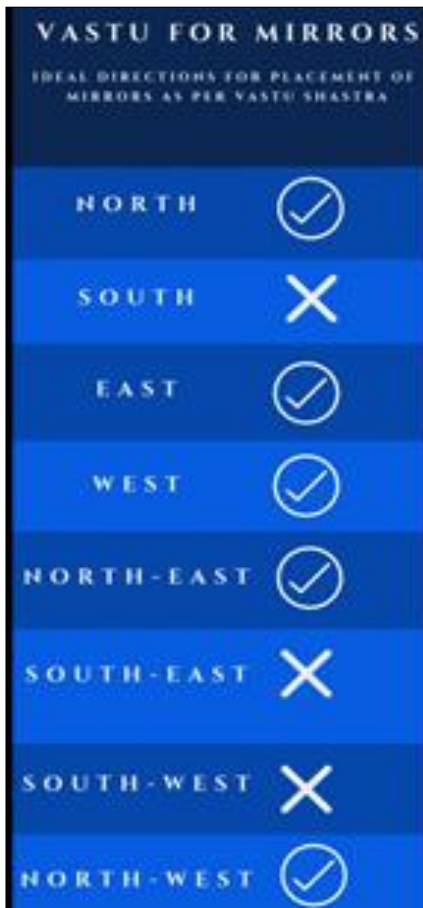 VASTU FOR MIRRORS
IDEAL DIRECTIONS FOR PLACEMENT OF
MIRRORS AS PER VASTU SHASTRA
NORTH
SOUTH
EAST
WEST
NORTH-EAST
SOUTH-EAST
SOUTH-WEST
NORTH-WEST